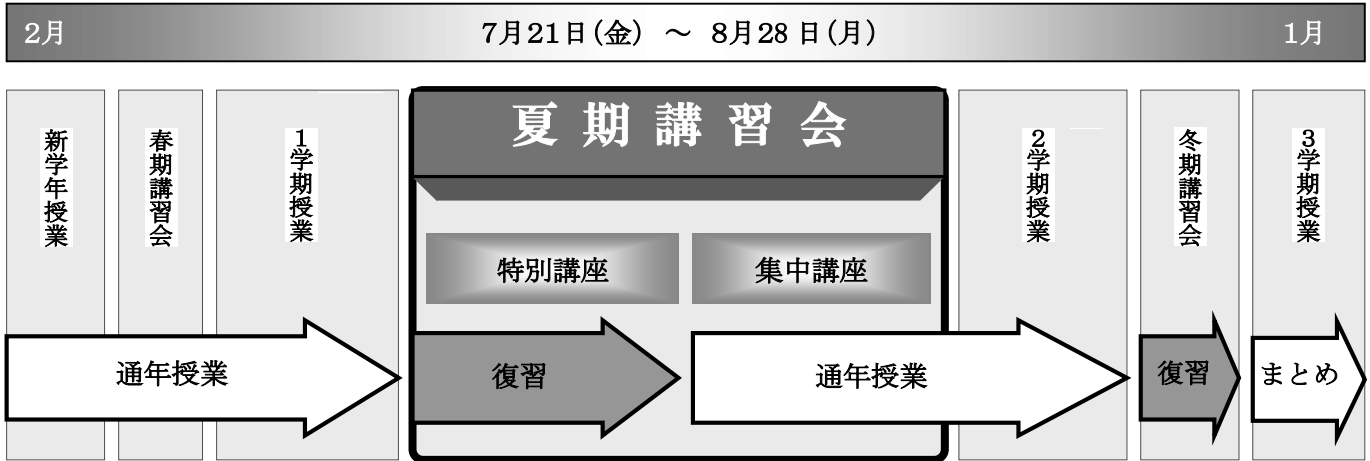 2月
7月21日(金) ～ 8月28日(月)
1月
新学年授業
春期講習会
1学期授業
夏期講習会
2学期授業
冬期講習会
3学期授業
特別講座
集中講座
通年授業
復習
通年授業
復習
まとめ